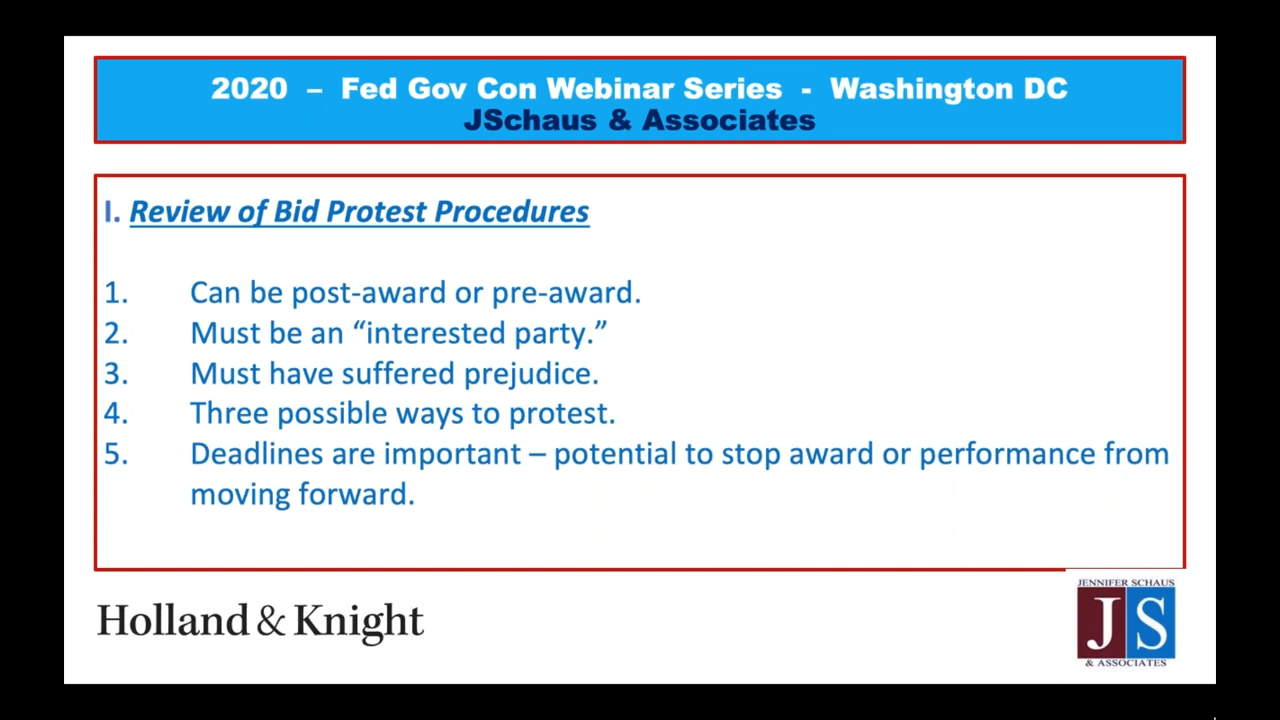 2020 – Fed Gov Con Webinar Series - Washington DC
JSchaus & Associates
I. Review of Bid Protest Procedures
1. Can be post-award or pre-award.
2. Must be an “interested party.”
3. Must have suffered prejudice.
4. Three possible ways to protest.
5. Deadlines are important – potential to stop award or performance from
moving forward.
Holland & Knight
JENNIFER SCHAUS
JS
& ASSOCIATES